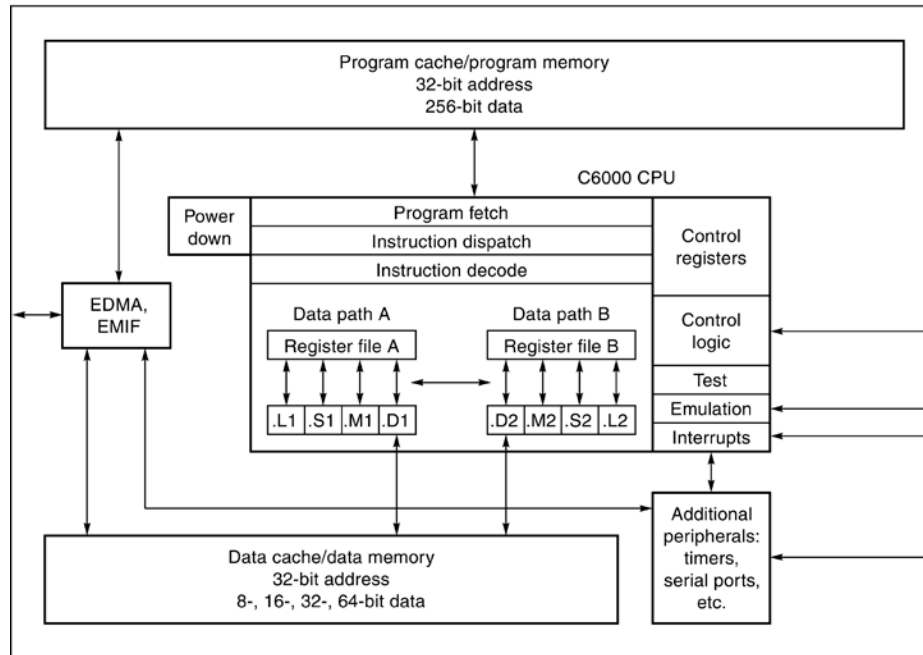 Program cache/program memory
32-bit address
256-bit data
C6000 CPU
Power
down
Program fetch
Instruction dispatch
Instruction decode
Control
registers
EDMA,
EMIF
Data path A
Data path B
Register file A
Register file B
Control
logic
Test
Emulation
Interrupts
.L1 .S1 .M1 .D1
.D2 .M2 .S2 .L2
Additional
peripherals:
timers,
serial ports,
etc.
Data cache/data memory
32-bit address
8-, 16-, 32-, 64-bit data